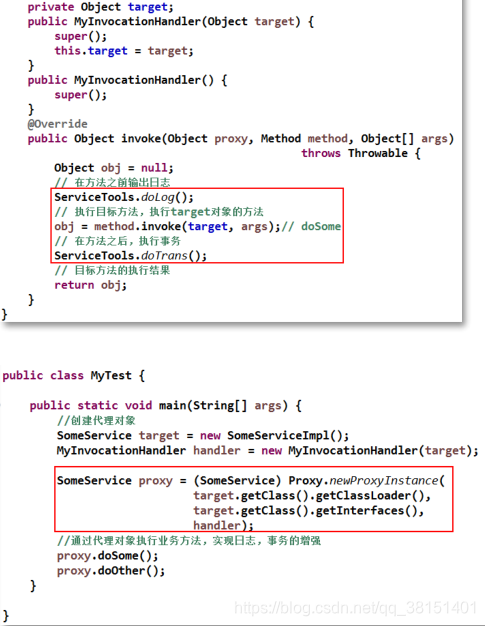 private Object target;
public MyInvocationHandler(Object target) {
super();
this.target = target;
}
public MyInvocationHandler() {
super();
}
@Override
public Object invoke(Object proxy, Method method, Object[] args)
throws Throwable {
Object obj = null;
// 在方法之前输出日志
ServiceTools.doLog();
// 执行目标方法，执行target对象的方法
obj = method.invoke(target, args);// doSome
// 在方法之后，执行事务
ServiceTools.doTrans();
// 目标方法的执行结果
return obj;
}
}
public class MyTest {
public static void main(String[] args) {
//创建代理对象
SomeService target = new SomeServiceImpl();
MyInvocationHandler handler = new MyInvocationHandler(target);
SomeService proxy = (SomeService) Proxy.newProxyInstance(
target.getClass().getClassLoader(),
target.getClass().getInterfaces(),
handler);
//通过代理对象执行业务方法，实现日志，事务的增强
proxy.doSome();
proxy.doOther();
}
}
https://blog.csdn.net/qq_38151401